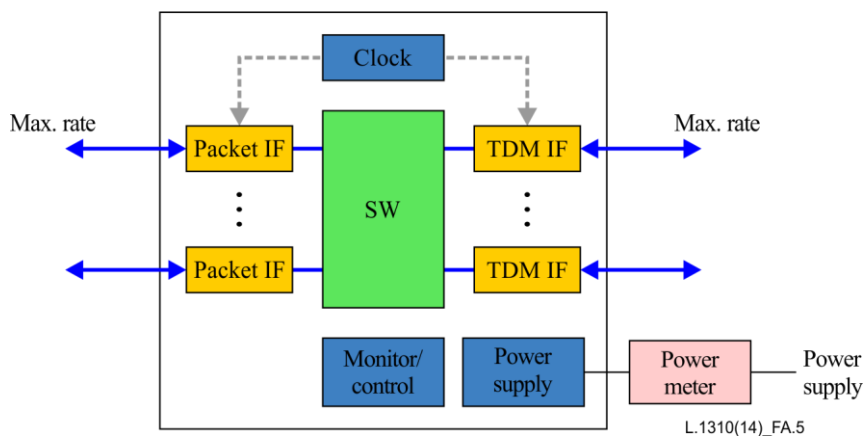 Clock
Max. rate
Max. rate
Packet IF
TDM IF
SW
Packet IF
TDM IF
Monitor/
control
Power
supply
Power
meter
Power
supply
L.1310(14)_FA.5